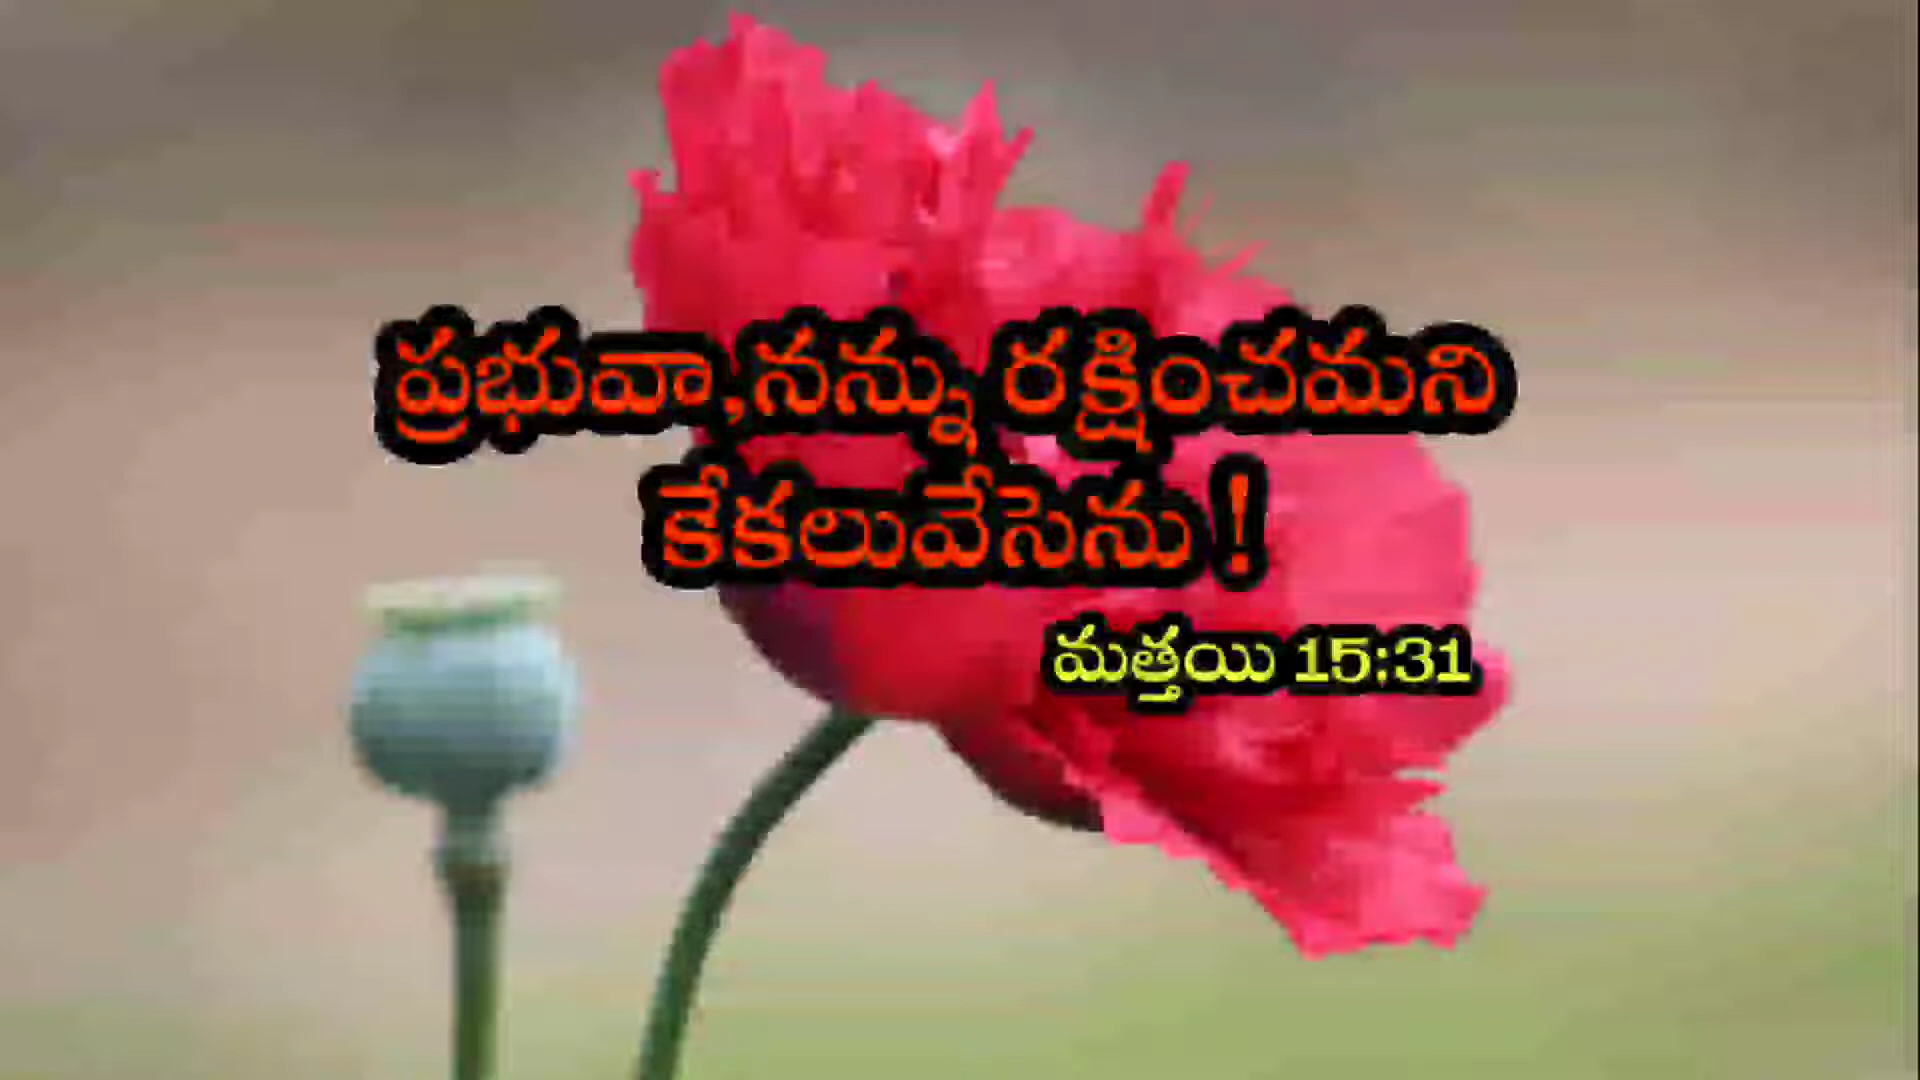 ప్రభువా,నన్ను రక్షించమని
కేకలువేసెను !
మత్తయి 15:31